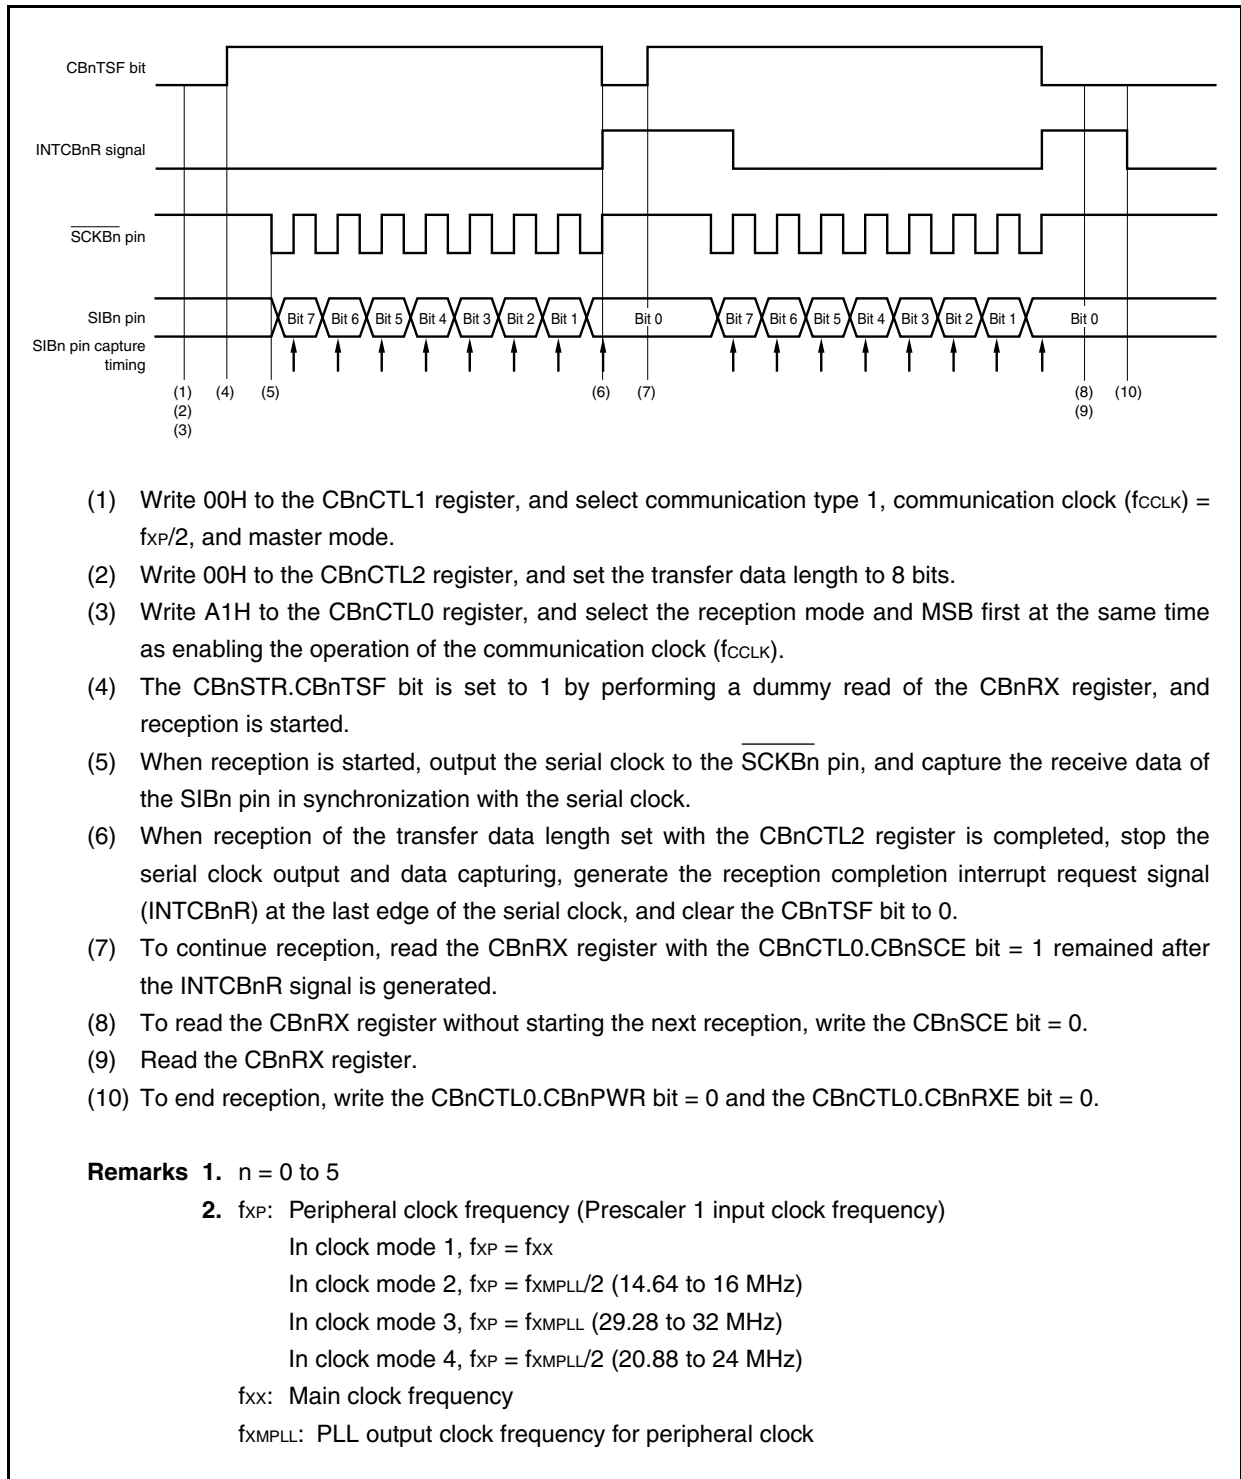 CBnTSF bit
INTCBnR signal
SCKBn pin
SIBn pin
Bit 7 Bit 6 Bit 5 Bit 4 Bit 3 Bit 2 Bit 1 Bit 0 Bit 7 Bit 6 Bit 5 Bit 4 Bit 3 Bit 2 Bit 1 Bit 0
SIBn pin capture
timing
(1) (4) (5) (6) (7) (8) (10)
(2) (9)
(3)
(1) Write 00H to the CBnCTL1 register, and select communication type 1, communication clock (fCCLK) =
fXP/2, and master mode.
(2) Write 00H to the CBnCTL2 register, and set the transfer data length to 8 bits.
(3) Write A1H to the CBnCTL0 register, and select the reception mode and MSB first at the same time
as enabling the operation of the communication clock (fCCLK).
(4) The CBnSTR.CBnTSF bit is set to 1 by performing a dummy read of the CBnRX register, and
reception is started.
(5) When reception is started, output the serial clock to the SCKBn pin, and capture the receive data of
the SIBn pin in synchronization with the serial clock.
(6) When reception of the transfer data length set with the CBnCTL2 register is completed, stop the
serial clock output and data capturing, generate the reception completion interrupt request signal
(INTCBnR) at the last edge of the serial clock, and clear the CBnTSF bit to 0.
(7) To continue reception, read the CBnRX register with the CBnCTL0.CBnSCE bit = 1 remained after
the INTCBnR signal is generated.
(8) To read the CBnRX register without starting the next reception, write the CBnSCE bit = 0.
(9) Read the CBnRX register.
(10) To end reception, write the CBnCTL0.CBnPWR bit = 0 and the CBnCTL0.CBnRXE bit = 0.
Remarks 1. n = 0 to 5
2. fXP: Peripheral clock frequency (Prescaler 1 input clock frequency)
In clock mode 1, fXP = fXX
In clock mode 2, fXP = fXMPLL/2 (14.64 to 16 MHz)
In clock mode 3, fXP = fXMPLL (29.28 to 32 MHz)
In clock mode 4, fXP = fXMPLL/2 (20.88 to 24 MHz)
fXX: Main clock frequency
fXMPLL: PLL output clock frequency for peripheral clock